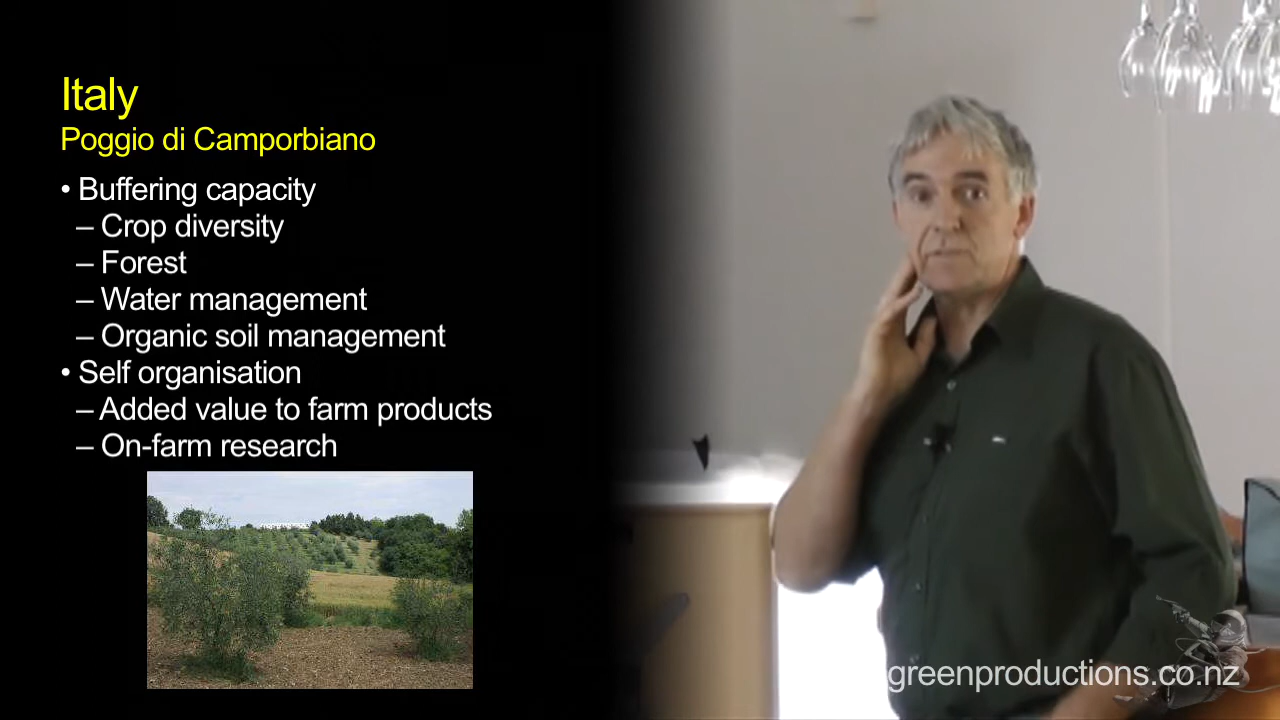 Italy
Poggio di Camporbiano
• Buffering capacity
– Crop diversity
– Forest
– Water management
– Organic soil management
• Self organisation
– Added value to farm products
– On-farm research
greenproductions.co.nz